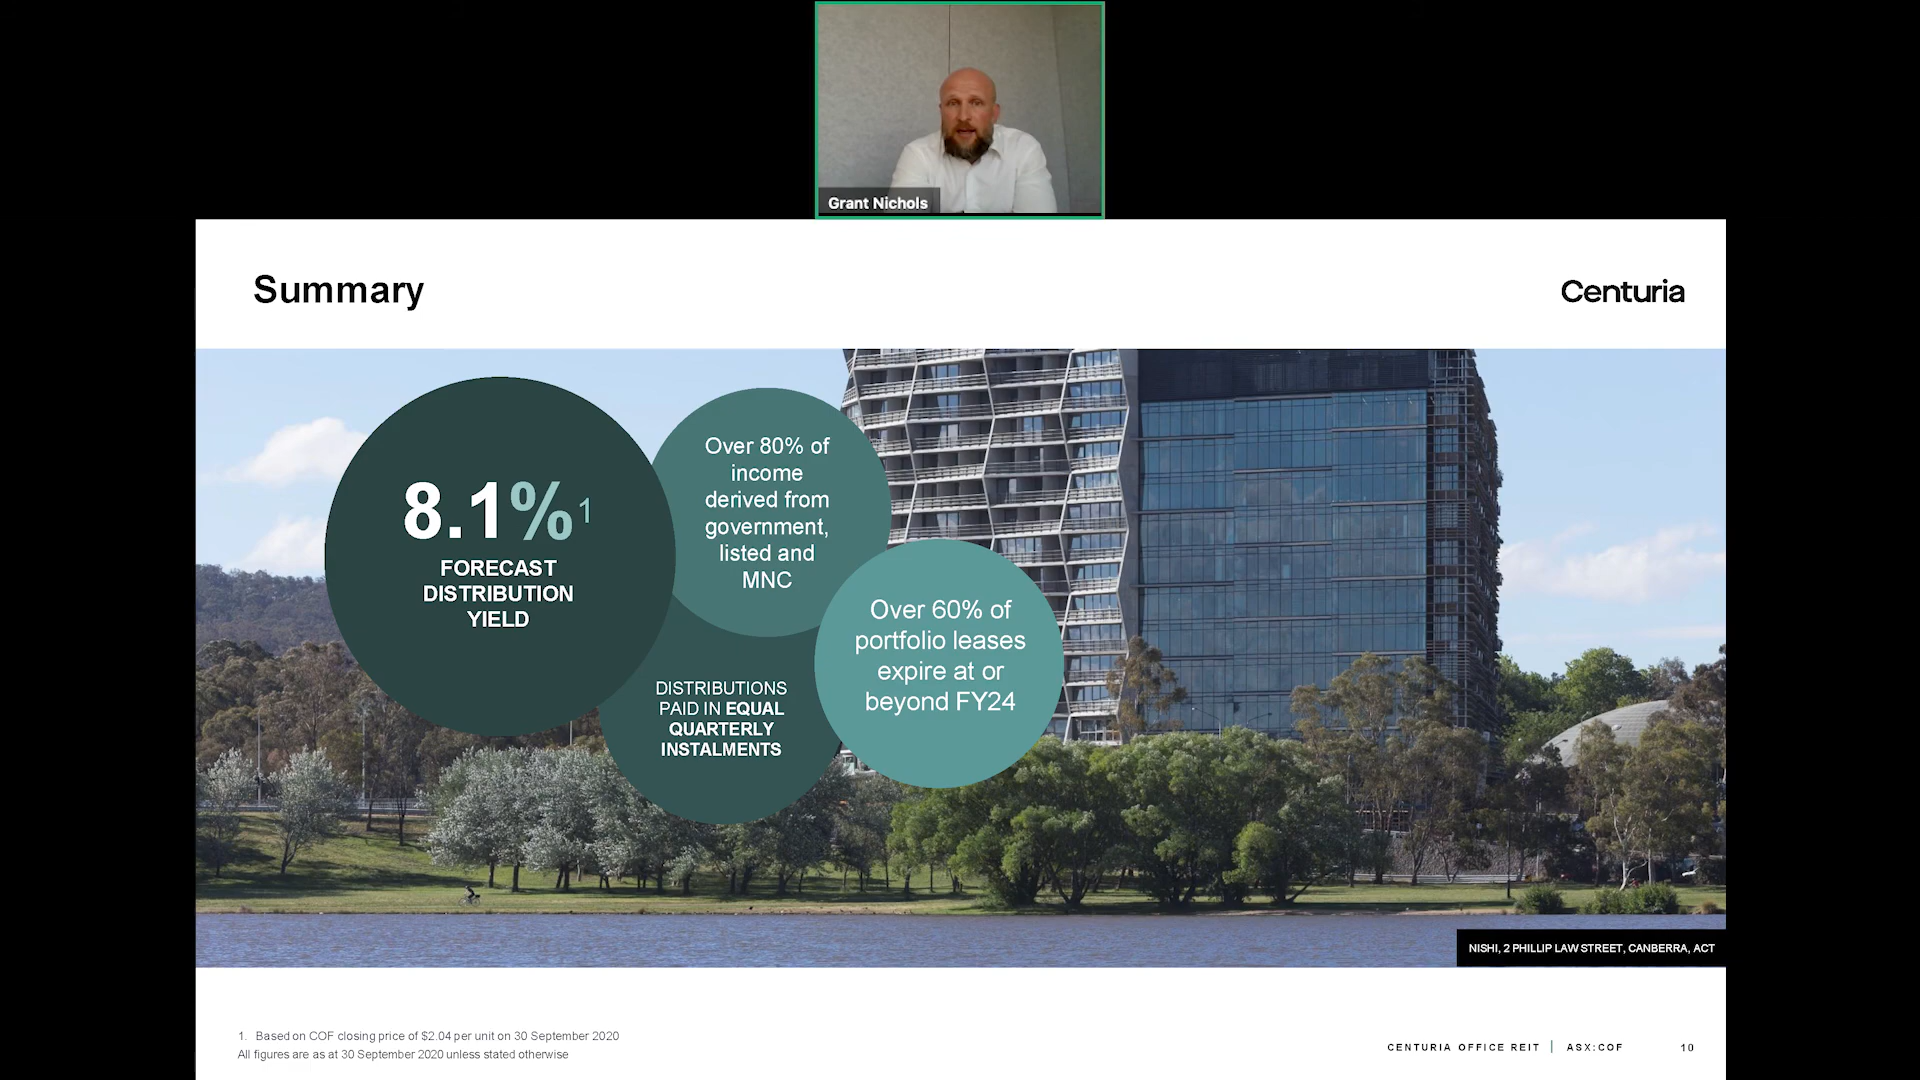 Grant Nichols
Summary
Centuria
8.1%1
FORECAST
DISTRIBUTION
YIELD
Over 80% of
income
derived from
government,
listed and
MNC
DISTRIBUTIONS
PAID IN EQUAL
QUARTERLY
INSTALMENTS
Over 60% of
portfolio leases
expire at or
beyond FY24
NISHI, 2 PHILLIP LAW STREET, CANBERRA, ACT
1. Based on COF closing price of $2.04 per unit on 30 September 2020
All figures are as at 30 September 2020 unless stated otherwise
CENTURIA OFFICE REIT | ASX:COF 10